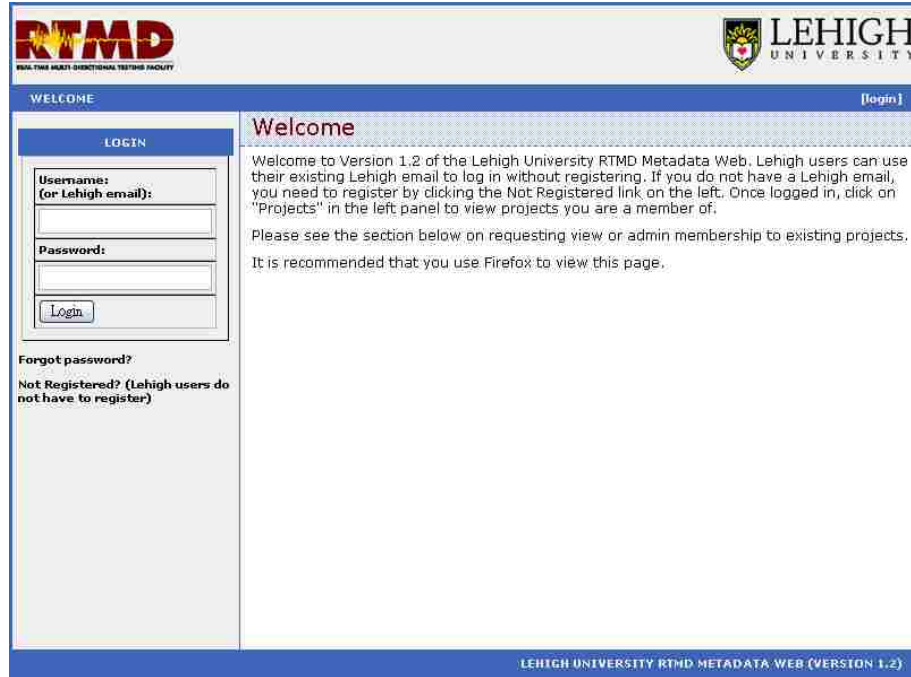 RTMD
REAL-TIME MULTI-DIRECTIONAL TESTING FACILITY
LEHIGH
UNIVERSITY
WELCOME
[login]
LOGIN
Username:
(or Lehigh email):
Password:
Login
Forgot password?
Not Registered? (Lehigh users do
not have to register)
Welcome
Welcome to Version 1.2 of the Lehigh University RTMD Metadata Web. Lehigh users can use
their existing Lehigh email to log in without registering. If you do not have a Lehigh email,
you need to register by clicking the Not Registered link on the left. Once logged in, click on
"Projects" in the left panel to view projects you are a member of.
Please see the section below on requesting view or admin membership to existing projects.
It is recommended that you use Firefox to view this page.
LEHIGH UNIVERSITY RTMD METADATA WEB (VERSION 1.2)